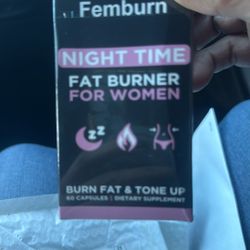 Femburn
NIGHT TIME
FAT BURNER
FOR WOMEN
BURN FAT & TONE UP
60 CAPSULES | DIETARY SUPPLEMENT